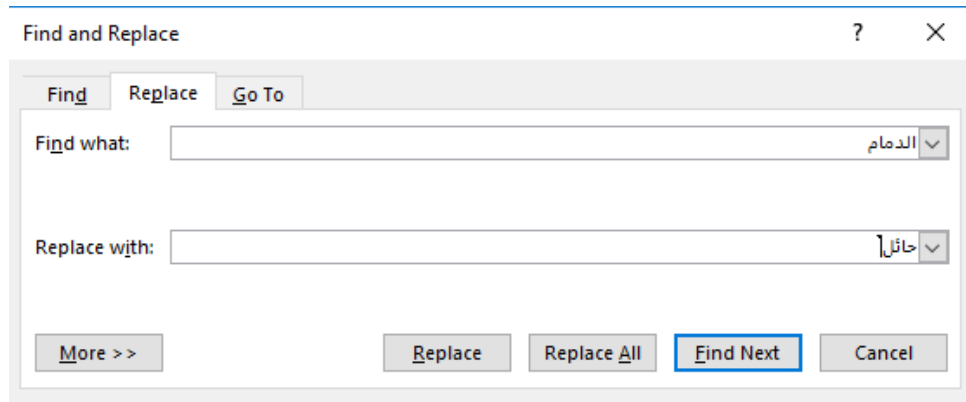 Find and Replace ? ×
Find Replace Go To
Find what: الدمام
Replace with: حائل
More >> Replace Replace All Find Next Cancel